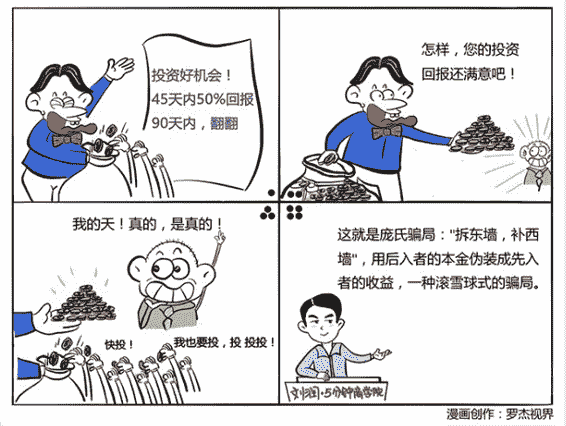 投资好机会！
45天内50%回报
90天内，翻翻
怎样，您的投资
回报还满意吧！
我的天！真的，是真的！
快投！
我也要投，投 投投！
这就是庞氏骗局："拆东墙，补西
墙"，用后入者的本金伪装成先入
者的收益，一种滚雪球式的骗局。
刘润·5分钟商学院
漫画创作：罗杰视界